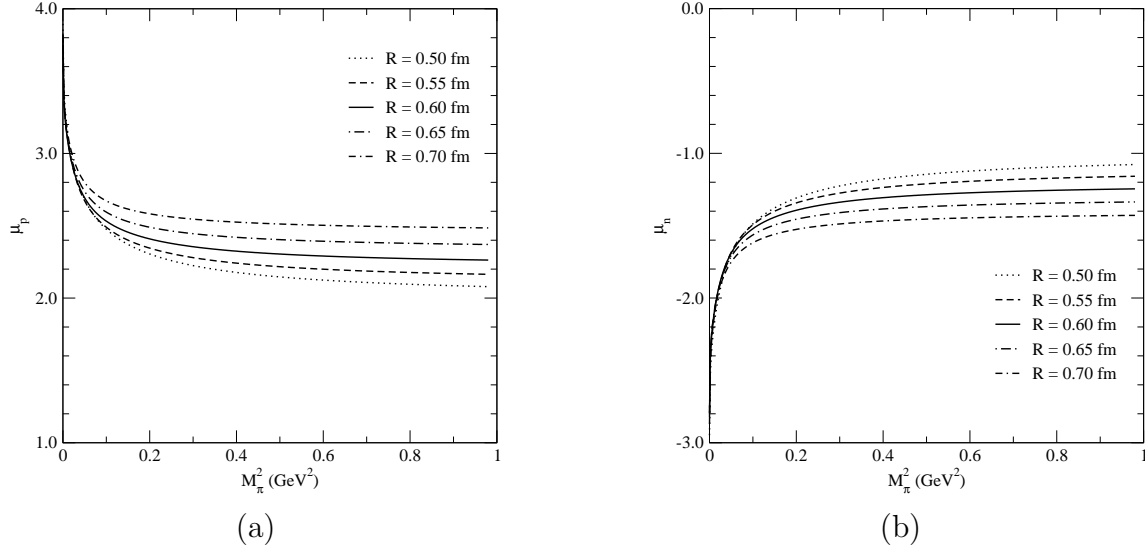 4.0
3.0
2.0
1.0
μp
R = 0.50 fm
R = 0.55 fm
R = 0.60 fm
R = 0.65 fm
R = 0.70 fm
0 0.2 0.4 0.6 0.8 1
Mπ² (GeV²)
(a)
0.0
-1.0
-2.0
-3.0
μn
R = 0.50 fm
R = 0.55 fm
R = 0.60 fm
R = 0.65 fm
R = 0.70 fm
0 0.2 0.4 0.6 0.8 1
Mπ² (GeV²)
(b)